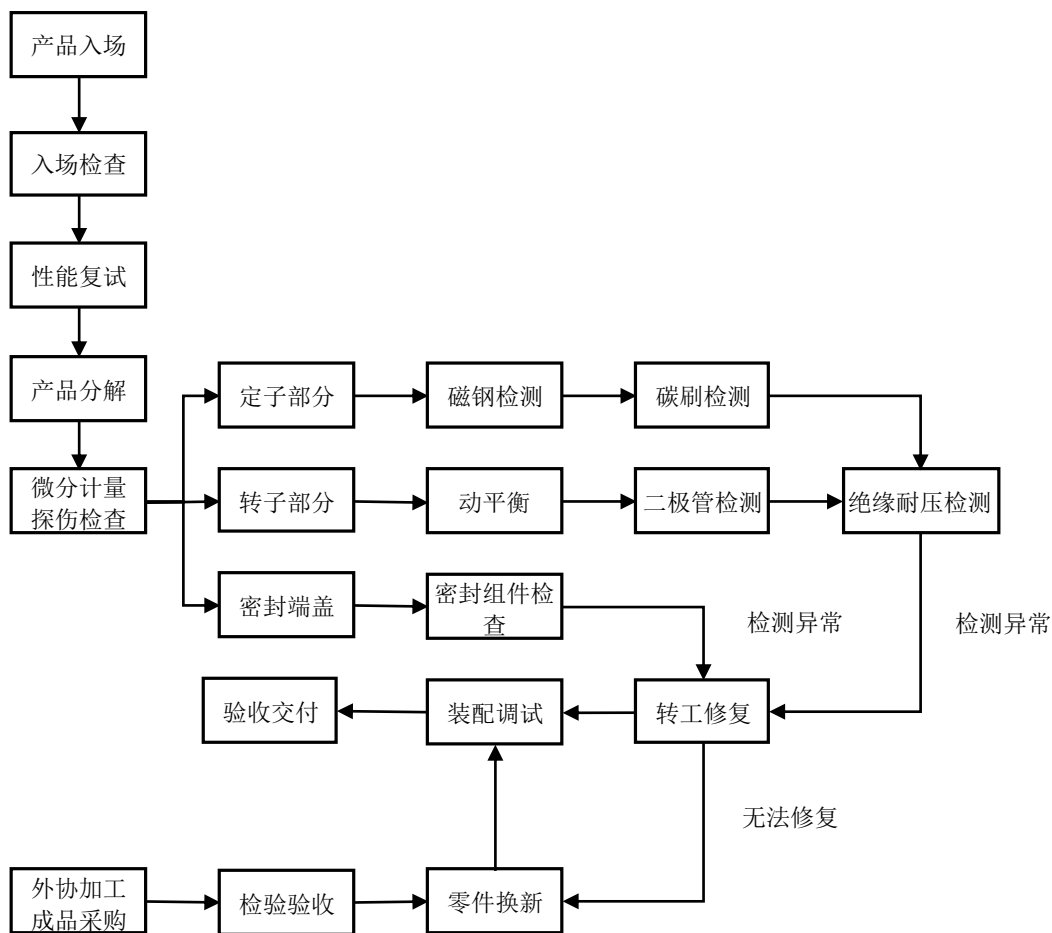 产品入场
入场检查
性能复试
产品分解
定子部分
磁钢检测
碳刷检测
微分计量
探伤检查
转子部分
动平衡
二极管检测
绝缘耐压检测
密封端盖
密封组件检
查
检测异常
检测异常
验收交付
装配调试
转工修复
无法修复
外协加工
成品采购
检验验收
零件换新